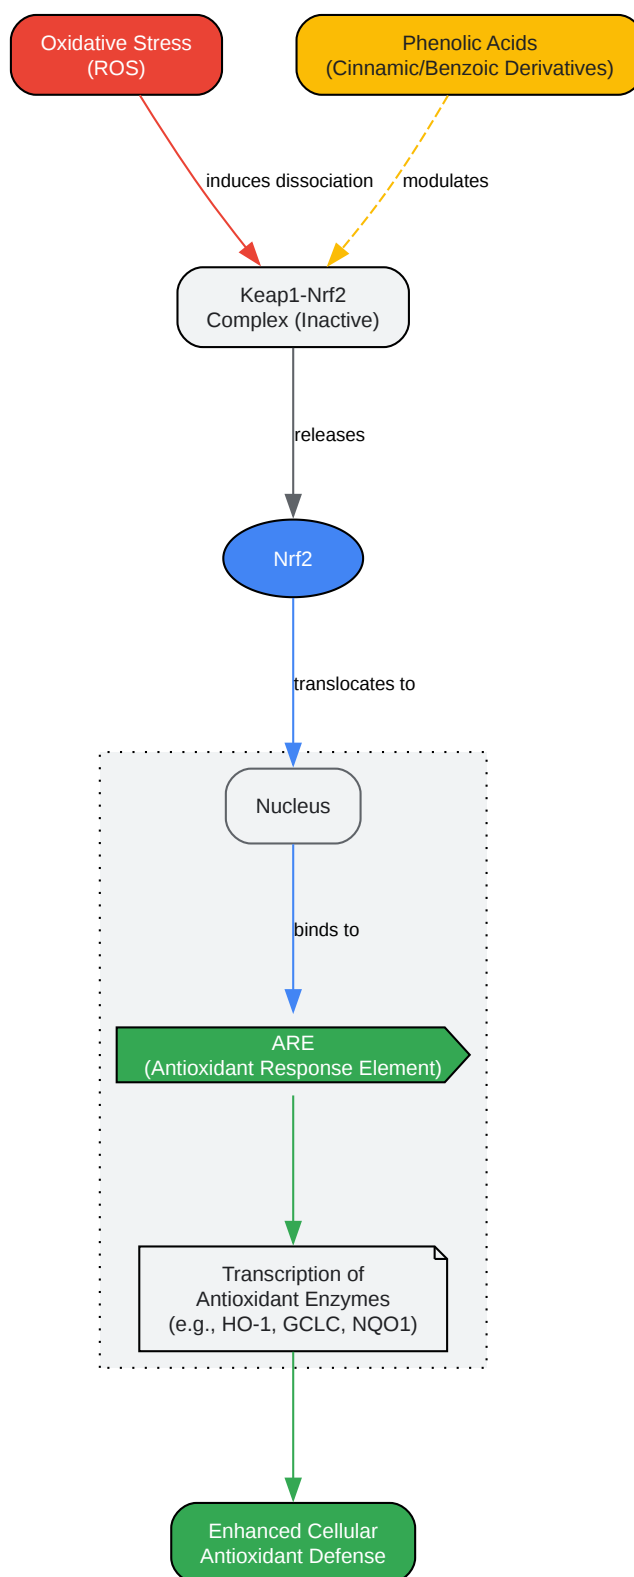 Oxidative Stress
(ROS)
Phenolic Acids
(Cinnamic/Benzoic Derivatives)
induces dissociation
modulates
Keap1-Nrf2
Complex (Inactive)
releases
Nrf2
translocates to
Nucleus
binds to
ARE
(Antioxidant Response Element)
Transcription of
Antioxidant Enzymes
(e.g., HO-1, GCLC, NQO1)
Enhanced Cellular
Antioxidant Defense